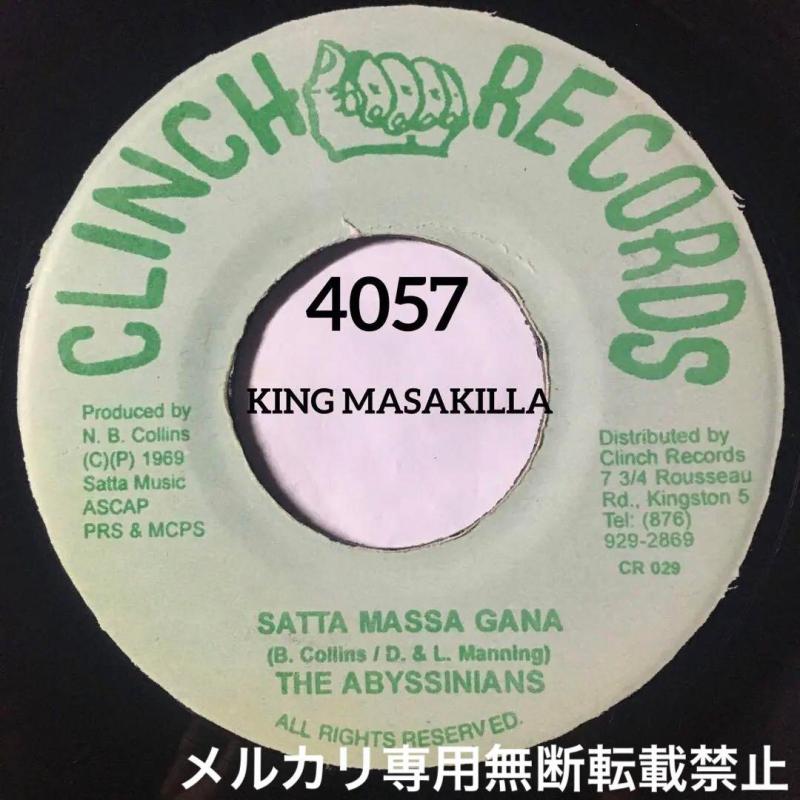 CLINCH RECORDS
4057
KING MASAKILLA
Produced by
N. B. Collins
(C)(P) 1969
Satta Music
ASCAP
PRS & MCPS
Distributed by
Clinch Records
7 3/4 Rousseau
Rd., Kingston 5
Tel: (876)
929-2869
CR 029
SATTA MASSA GANA
(B. Collins / D. & L. Manning)
THE ABYSSINIANS
ALL RIGHTS RESERVED.
メルカリ専用無断転載禁止